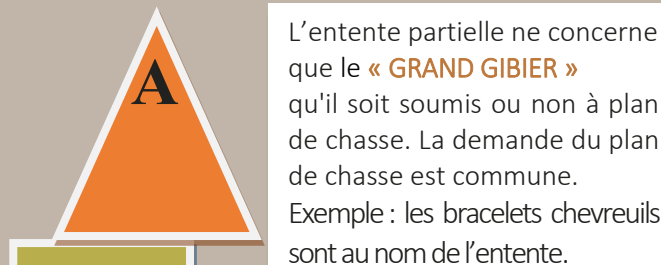 A
L’entente partielle ne concerne
que le « GRAND GIBIER »
qu'il soit soumis ou non à plan
de chasse. La demande du plan
de chasse est commune.
Exemple : les bracelets chevreuils
sont au nom de l’entente.